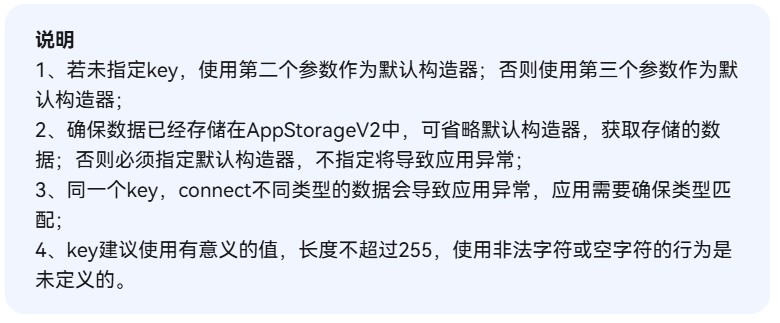 说明
1、若未指定key，使用第二个参数作为默认构造器；否则使用第三个参数作为默
认构造器；
2、确保数据已经存储在AppStorageV2中，可省略默认构造器，获取存储的数
据；否则必须指定默认构造器，不指定将导致应用异常；
3、同一个key，connect不同类型的数据会导致应用异常，应用需要确保类型匹
配；
4、key建议使用有意义的值，长度不超过255，使用非法字符或空字符的行为是
未定义的。